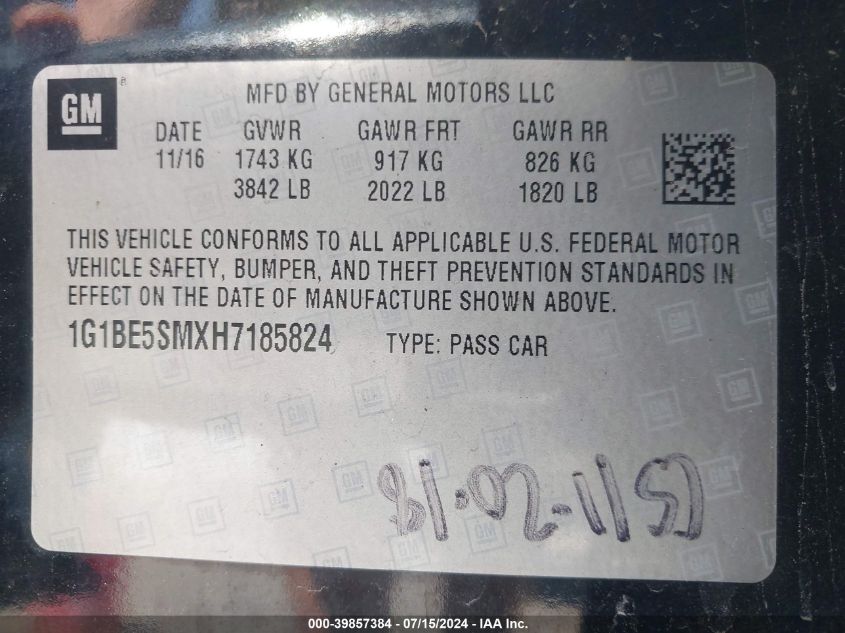 GM
MFD BY GENERAL MOTORS LLC
DATE GVWR GAWR FRT GAWR RR
11/16 1743 KG 917 KG 826 KG
3842 LB 2022 LB 1820 LB
THIS VEHICLE CONFORMS TO ALL APPLICABLE U.S. FEDERAL MOTOR
VEHICLE SAFETY, BUMPER, AND THEFT PREVENTION STANDARDS IN
EFFECT ON THE DATE OF MANUFACTURE SHOWN ABOVE.
1G1BE5SMXH7185824 TYPE: PASS CAR
000-39857384 - 07/15/2024 - IAA Inc.